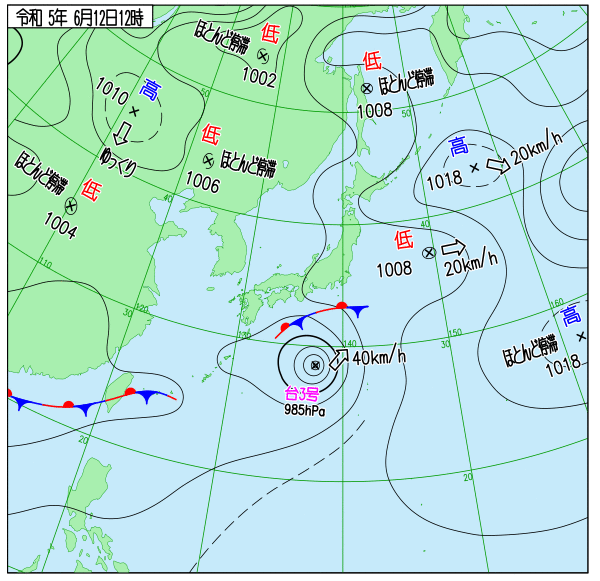 令和 5年 6月12日12時
低
ほとんど停滞
1002
低
ほとんど停滞
1008
高
1010
ゆっくり
50
50
低
ほとんど停滞
1006
高
20km/h
1018
ほとんど停滞
低
1004
40
40
低
1008
20km/h
110
120
30
130
140
150
30
160
高
ほとんど停滞
1018
40km/h
台3号
985hPa
20
20